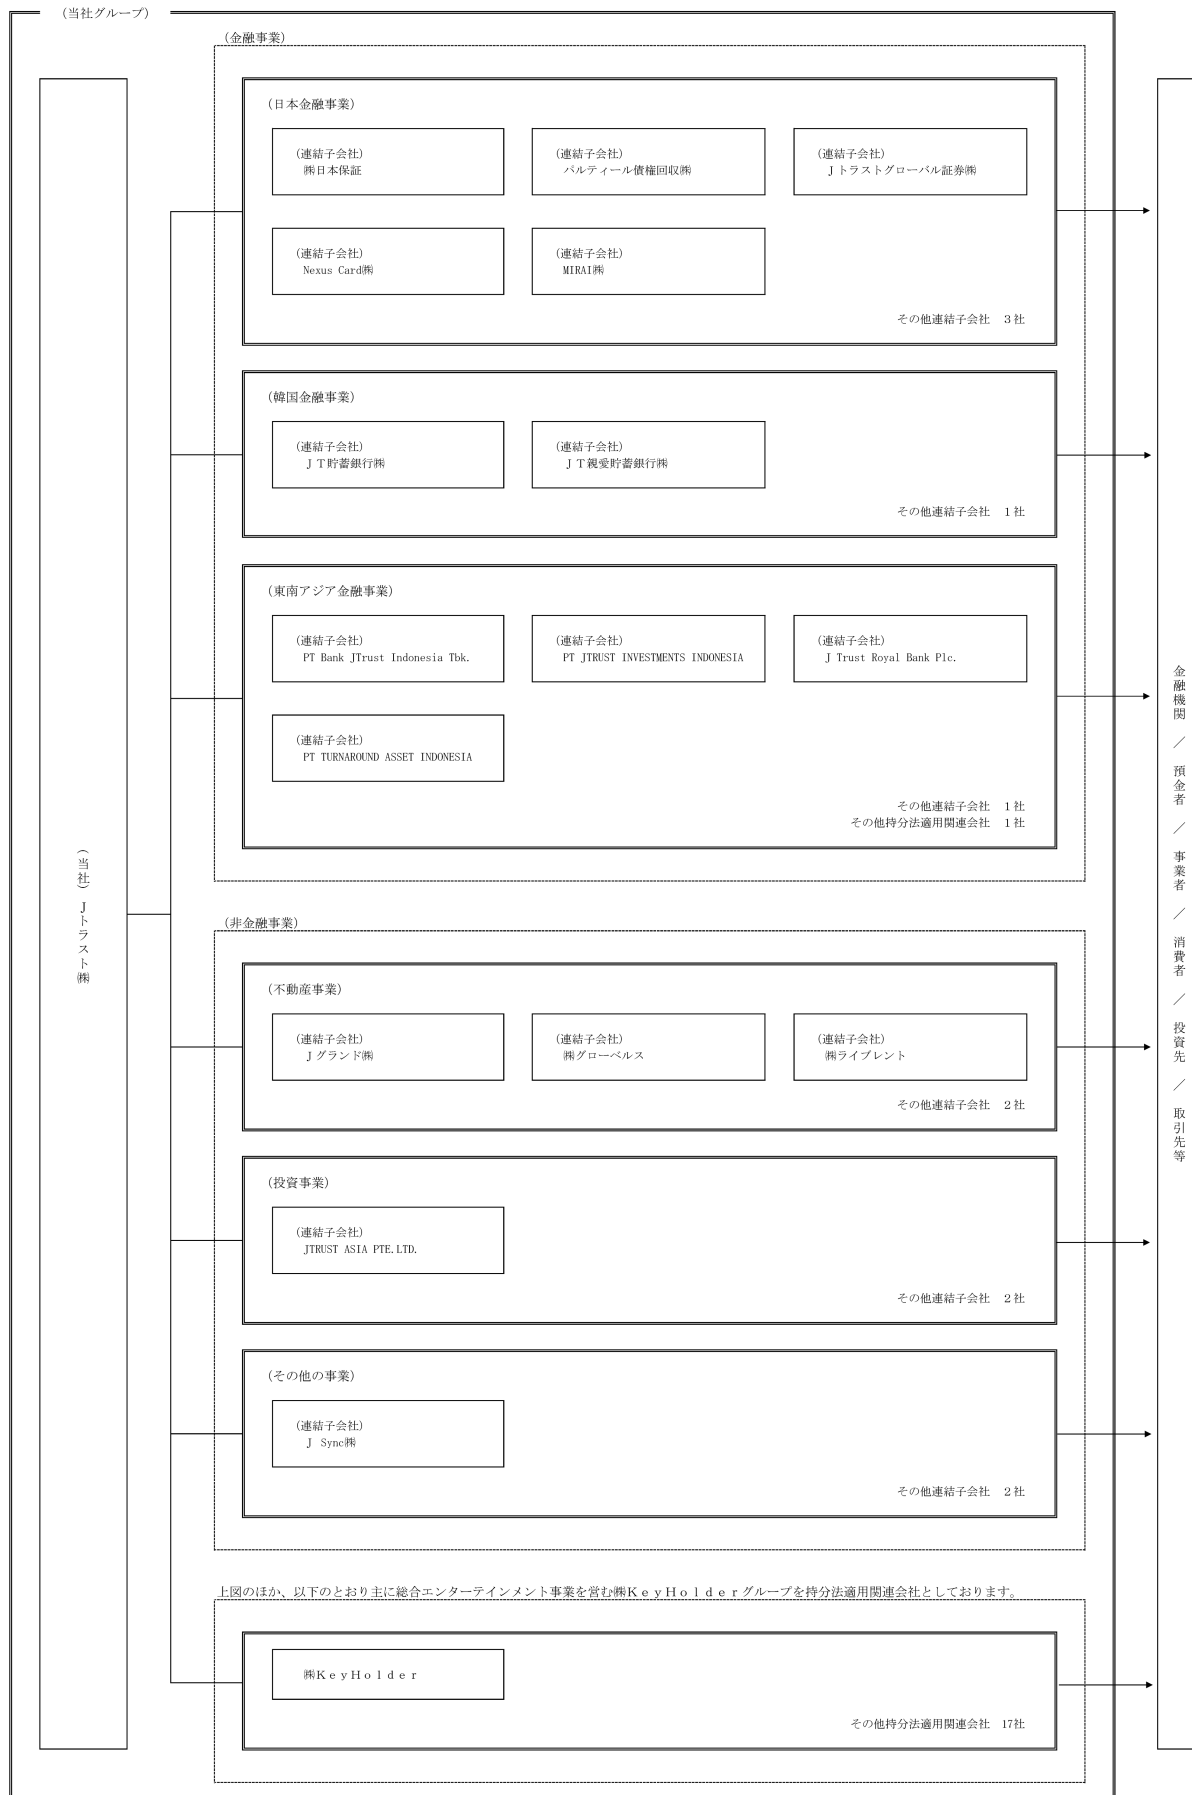 （当社グループ）
（金融事業）
（日本金融事業）
（連結子会社）
㈱日本保証
（連結子会社）
パルティール債権回収㈱
（連結子会社）
Ｊトラストグローバル証券㈱
（連結子会社）
Nexus Card㈱
（連結子会社）
MIRAI㈱
その他連結子会社　３社
（韓国金融事業）
（連結子会社）
ＪＴ貯蓄銀行㈱
（連結子会社）
ＪＴ親愛貯蓄銀行㈱
その他連結子会社　１社
（東南アジア金融事業）
（連結子会社）
PT Bank JTrust Indonesia Tbk.
（連結子会社）
PT JTRUST INVESTMENTS INDONESIA
（連結子会社）
J Trust Royal Bank Plc.
（連結子会社）
PT TURNAROUND ASSET INDONESIA
その他連結子会社　１社
その他持分法適用関連会社　１社
（当社）Ｊトラスト㈱
（非金融事業）
（不動産事業）
（連結子会社）
Ｊグランド㈱
（連結子会社）
㈱グローベルス
（連結子会社）
㈱ライブレント
その他連結子会社　２社
（投資事業）
（連結子会社）
JTRUST ASIA PTE.LTD.
その他連結子会社　２社
（その他の事業）
（連結子会社）
Ｊ Sync㈱
その他連結子会社　２社
上図のほか、以下のとおり主に総合エンターテインメント事業を営む㈱ＫｅｙＨｏｌｄｅｒグループを持分法適用関連会社としております。
㈱ＫｅｙＨｏｌｄｅｒ
その他持分法適用関連会社　17社
金融機関　／　預金者　／　事業者　／　消費者　／　投資先　／　取引先等